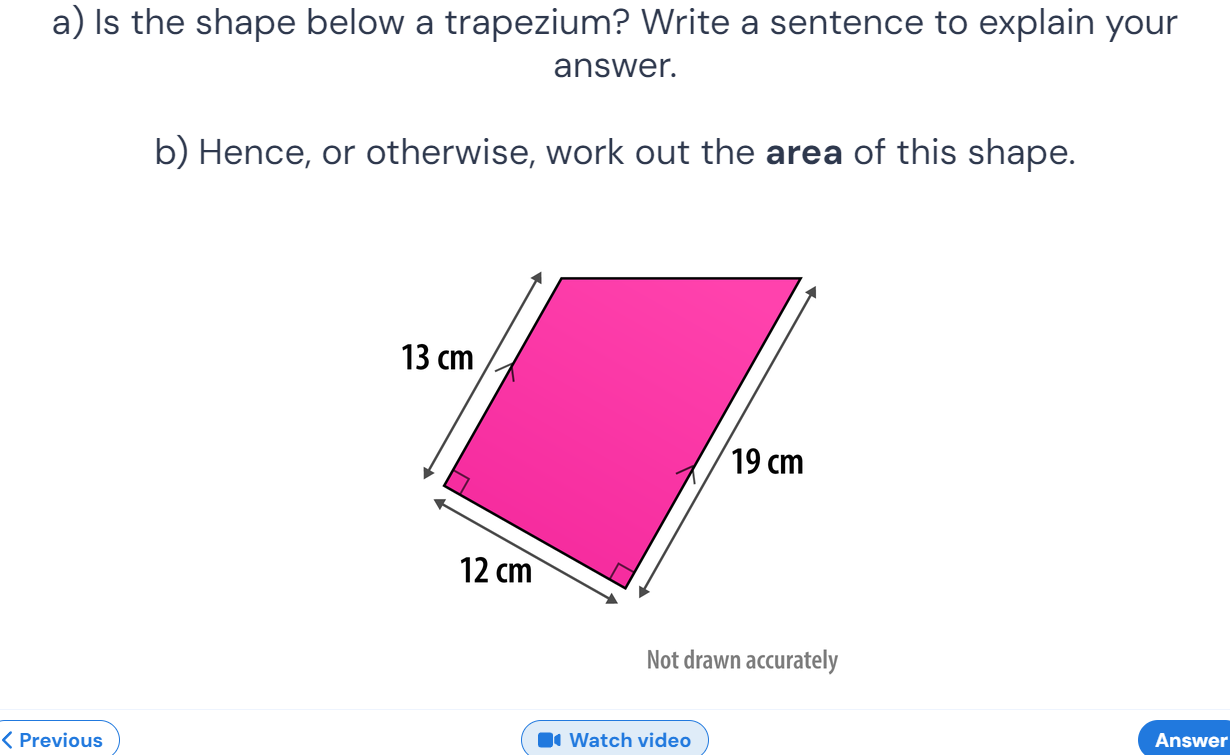 a) Is the shape below a trapezium? Write a sentence to explain your
answer.
b) Hence, or otherwise, work out the area of this shape.
13 cm
19 cm
12 cm
Not drawn accurately
Previous
Watch video
Answer